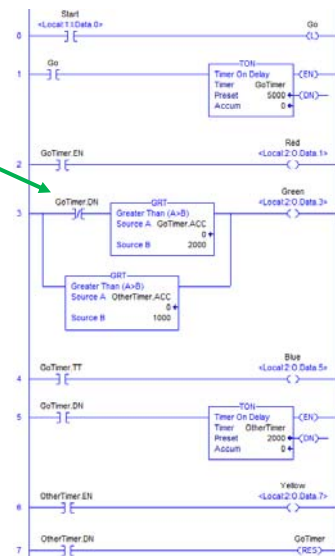 Start
<Local:1:I.Data.0>
Go
0
(L)
Go
TON
1
Timer On Delay
(EN)
Timer GoTimer
Preset 5000
(DN)
Accum 0
GoTimer.EN
Red
<Local:2:O.Data.1>
2
GoTimer.DN
GRT
Green
<Local:2:O.Data.3>
3
Greater Than (A>B)
Source A GoTimer.ACC
0
Source B 2000
GRT
Greater Than (A>B)
Source A OtherTimer.ACC
0
Source B 1000
GoTimer.TT
Blue
<Local:2:O.Data.5>
4
GoTimer.DN
TON
5
Timer On Delay
(EN)
Timer OtherTimer
Preset 2000
(DN)
Accum 0
OtherTimer.EN
Yellow
<Local:2:O.Data.7>
6
OtherTimer.DN
GoTimer
7
(RES)